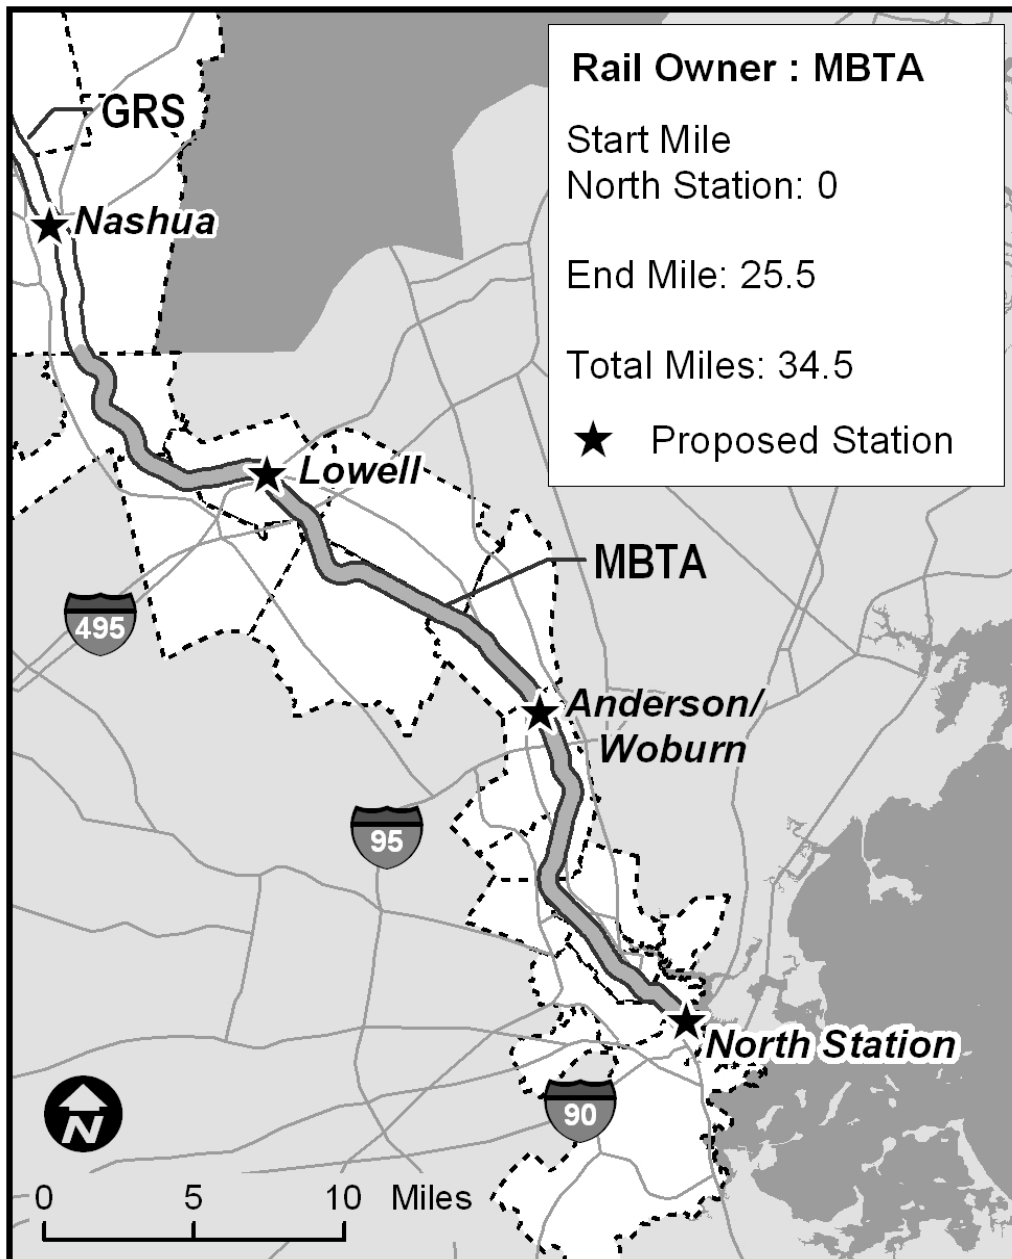 Rail Owner : MBTA
Start Mile
North Station: 0
End Mile: 25.5
Total Miles: 34.5
★ Proposed Station
GRS
Nashua
Lowell
MBTA
495
Anderson/
Woburn
95
North Station
90
N
0 5 10 Miles